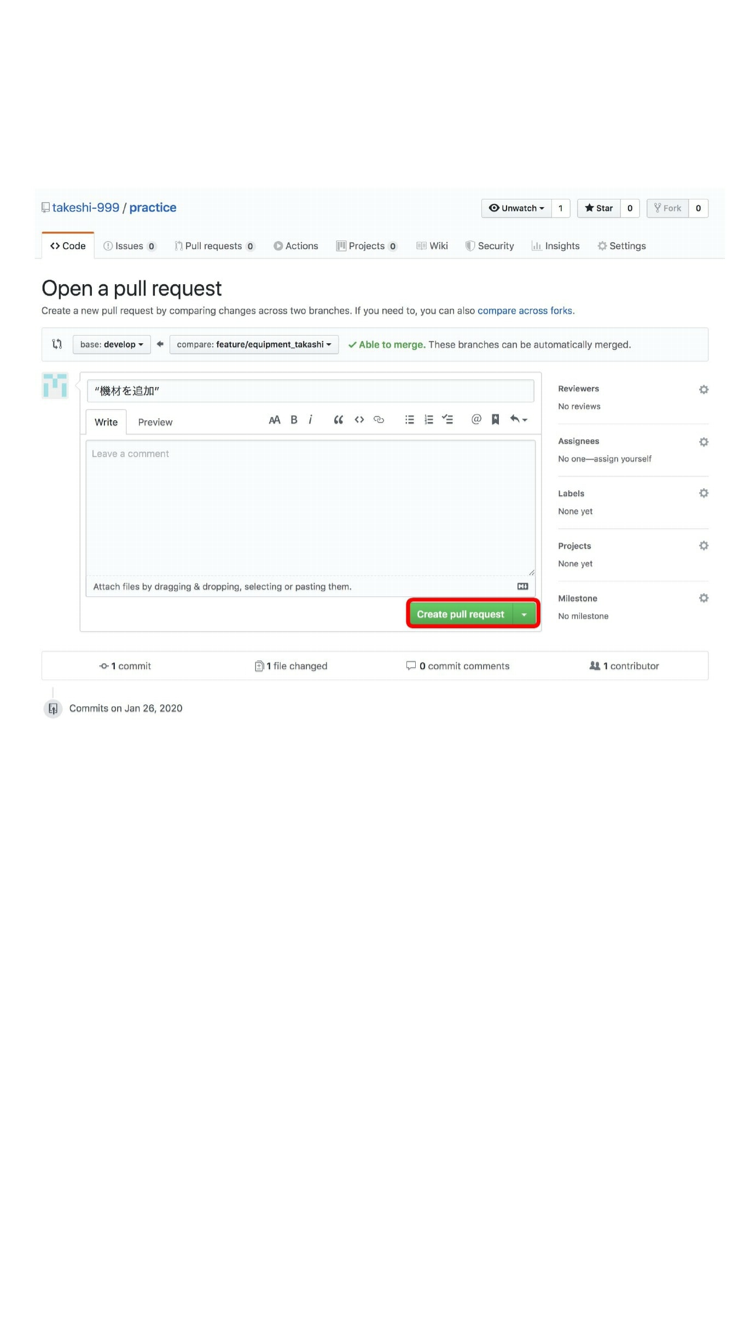 takeshi-999 / practice
Unwatch 1 Star 0 Fork 0
Code Issues 0 Pull requests 0 Actions Projects 0 Wiki Security Insights Settings
Open a pull request
Create a new pull request by comparing changes across two branches. If you need to, you can also compare across forks.
base: develop compare: feature/equipment_takashi Able to merge. These branches can be automatically merged.
“機材を追加”
Write Preview AA B i
Leave a comment
Attach files by dragging & dropping, selecting or pasting them.
Create pull request
Reviewers
No reviews
Assignees
No one—assign yourself
Labels
None yet
Projects
None yet
Milestone
No milestone
1 commit 1 file changed 0 commit comments 1 contributor
Commits on Jan 26, 2020